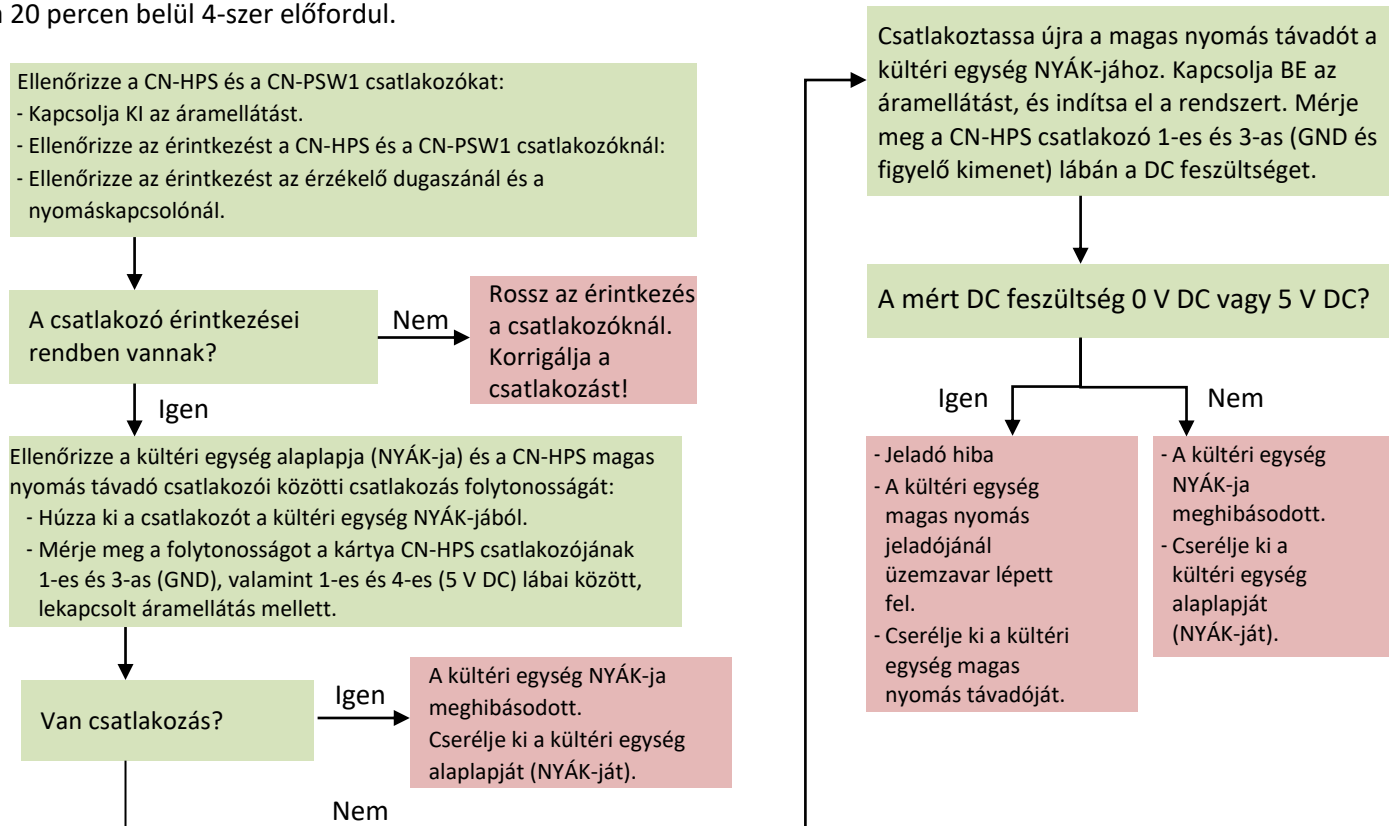 20 percen belül 4-szer előfordul.
Ellenőrizze a CN-HPS és a CN-PSW1 csatlakozókat:
- Kapcsolja KI az áramellátást.
- Ellenőrizze az érintkezést a CN-HPS és a CN-PSW1 csatlakozóknál:
- Ellenőrizze az érintkezést az érzékelő dugaszánál és a
nyomáskapcsolónál.
A csatlakozó érintkezései
rendben vannak?
Nem
Rossz az érintkezés
a csatlakozóknál.
Korrigálja a
csatlakozást!
Igen
Ellenőrizze a kültéri egység alaplapja (NYÁK-ja) és a CN-HPS magas
nyomás távadó csatlakozói közötti csatlakozás folytonosságát:
- Húzza ki a csatlakozót a kültéri egység NYÁK-jából.
- Mérje meg a folytonosságot a kártya CN-HPS csatlakozójának
1-es és 3-as (GND), valamint 1-es és 4-es (5 V DC) lábai között,
lekapcsolt áramellátás mellett.
Van csatlakozás?
Igen
A kültéri egység NYÁK-ja
meghibásodott.
Cserélje ki a kültéri egység
alaplapját (NYÁK-ját).
Nem
Csatlakoztassa újra a magas nyomás távadót a
kültéri egység NYÁK-jához. Kapcsolja BE az
áramellátást, és indítsa el a rendszert. Mérje
meg a CN-HPS csatlakozó 1-es és 3-as (GND és
figyelő kimenet) lábán a DC feszültséget.
A mért DC feszültség 0 V DC vagy 5 V DC?
Igen
Nem
- Jeladó hiba
- A kültéri egység
magas nyomás
jeladójánál
üzemzavar lépett
fel.
- Cserélje ki a kültéri
egység magas
nyomás távadóját.
- A kültéri egység
NYÁK-ja
meghibásodott.
- Cserélje ki a
kültéri egység
alaplapját
(NYÁK-ját).